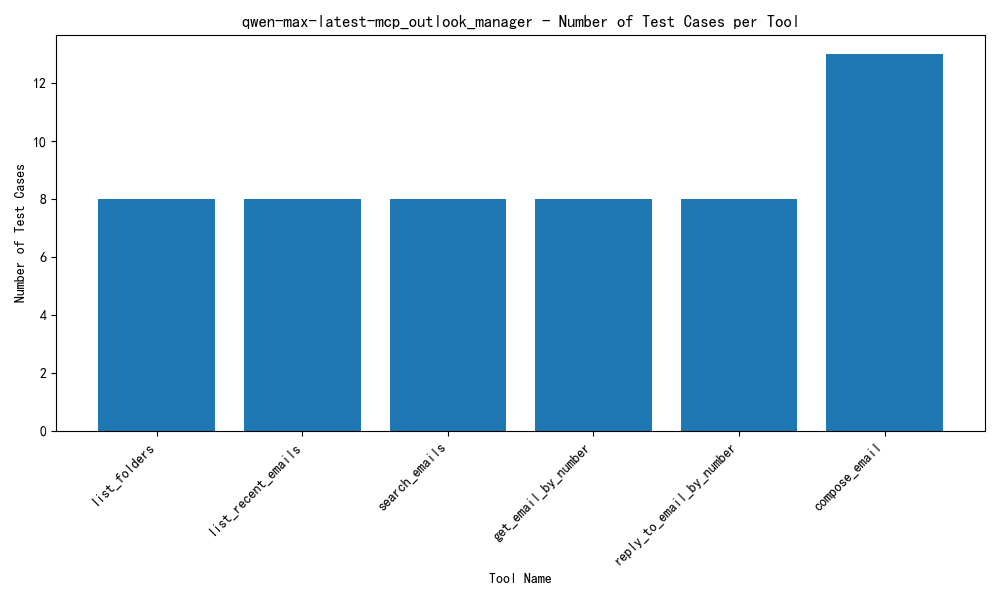 qwen-max-latest-mcp_outlook_manager - Number of Test Cases per Tool
Number of Test Cases
12
10
8
6
4
2
0
list_folders
list_recent_emails
search_emails
get_email_by_number
reply_to_email_by_number
compose_email
Tool Name